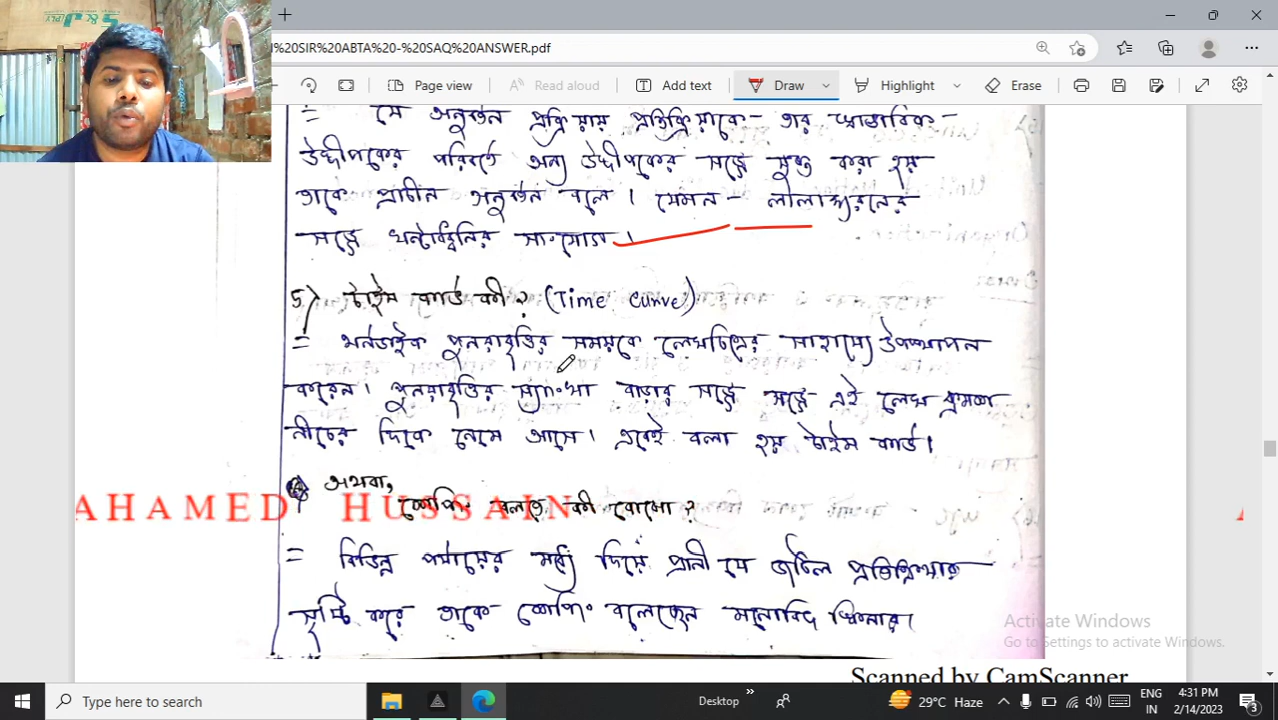 N%20SIR%20ABTA%20-%20SAQ%20ANSWER.pdf
Page view
Read aloud
Add text
Draw
Highlight
Erase
= যে অনুবর্তন প্রক্রিয়ায় প্রতিক্রিয়াকে - তার স্বাভাবিক -
উদ্দীপকের পরিবর্তে অন্য উদ্দীপকের সঙ্গে যুক্ত করা হয়
তাকে প্রাচীন অনুবর্তন বলে । যেমন - লালাক্ষরনের
সঙ্গে ঘন্টাধ্বনির সংযোগ ।
5) টাইম কার্ভ কী ? (Time Curve)
= থর্নডাইক পুনরাবৃত্তির সময়কে লেখচিত্রের সাহায্যে উপস্থাপন
করেন । পুনরাবৃত্তির সংখ্যা বাড়ার সঙ্গে সঙ্গে এই লেখ ক্রমশ
নীচের দিকে নেমে আসে । একেই বলা হয় টাইম কার্ভ ।
অথবা,
AHAMED HUSSAIN
শেপিং বলতে কী বোঝো ?
= বিভিন্ন পর্যায়ের মধ্যে দিয়ে প্রানী যে জটিল প্রতিক্রিয়ার
সৃষ্টি করে তাকে শেপিং বলেছেন মনোবিদ স্কিনার ।
Activate Windows
Go to Settings to activate Windows.
Scanned by CamScanner
Type here to search
Desktop
29°C Haze
ENG
IN
4:31 PM
2/14/2023
3